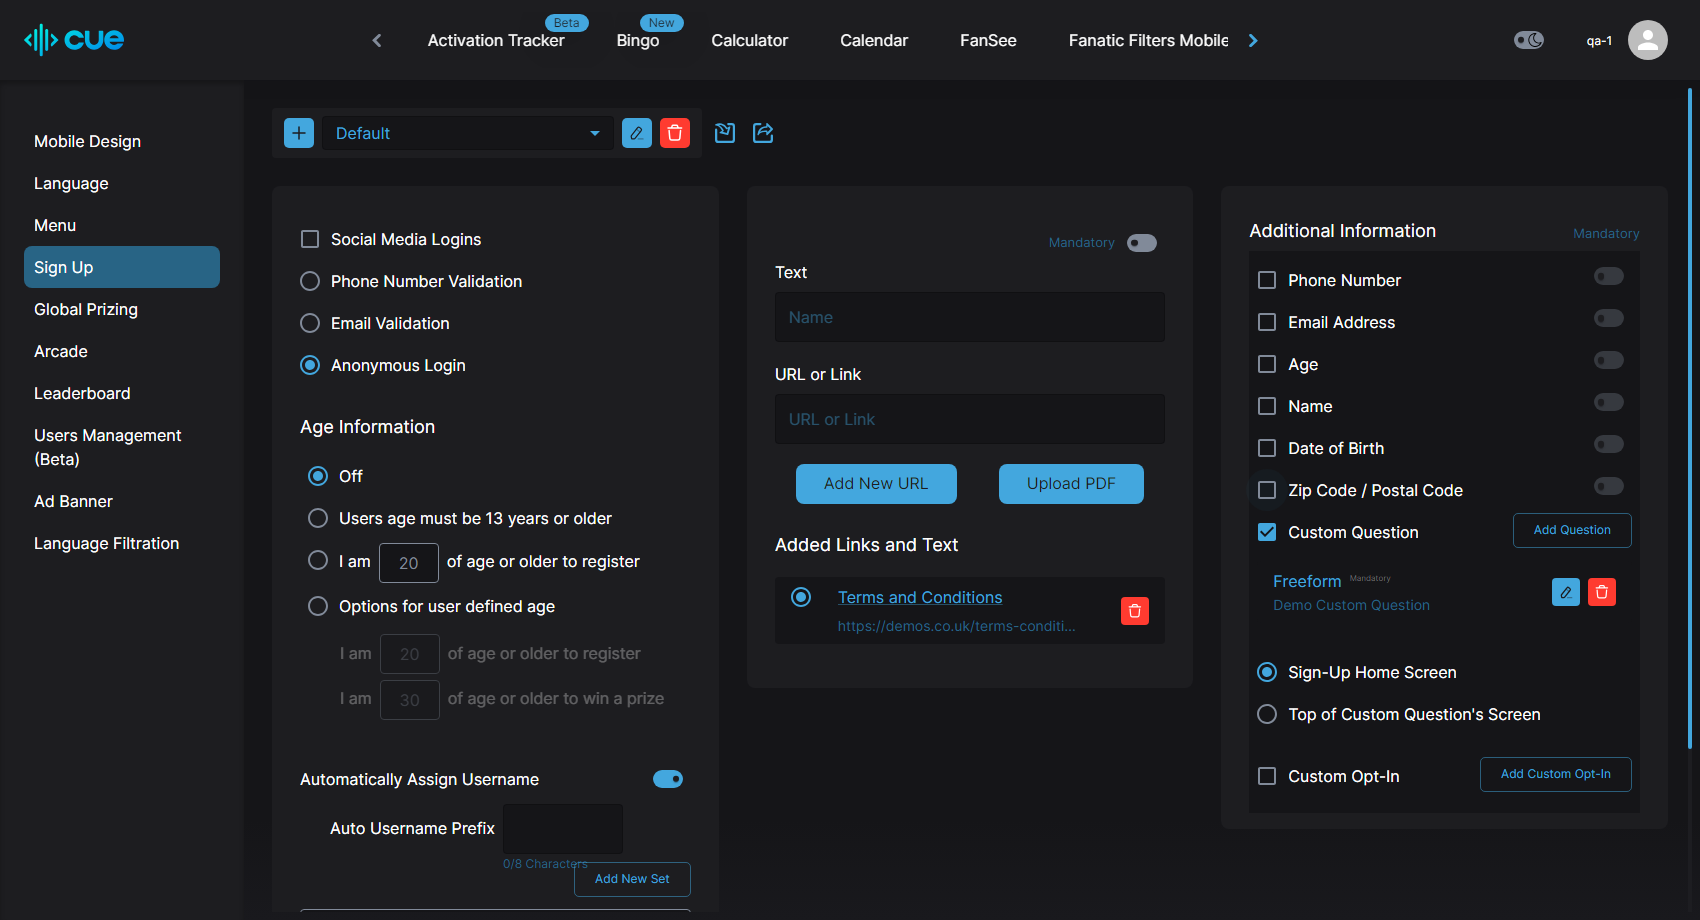 cue
Activation Tracker
Beta
Bingo
New
Calculator
Calendar
FanSee
Fanatic Filters Mobile
qa-1
Mobile Design
Language
Menu
Sign Up
Global Prizing
Arcade
Leaderboard
Users Management
(Beta)
Ad Banner
Language Filtration
Default
Social Media Logins
Phone Number Validation
Email Validation
Anonymous Login
Age Information
Off
Users age must be 13 years or older
I am 20 of age or older to register
Options for user defined age
I am 20 of age or older to register
I am 30 of age or older to win a prize
Automatically Assign Username
Auto Username Prefix
0/8 Characters
Add New Set
Mandatory
Text
Name
URL or Link
URL or Link
Add New URL
Upload PDF
Added Links and Text
Terms and Conditions
https://demos.co.uk/terms-conditi...
Additional Information
Mandatory
Phone Number
Email Address
Age
Name
Date of Birth
Zip Code / Postal Code
Custom Question
Add Question
Freeform Mandatory
Demo Custom Question
Sign-Up Home Screen
Top of Custom Question's Screen
Custom Opt-In
Add Custom Opt-In